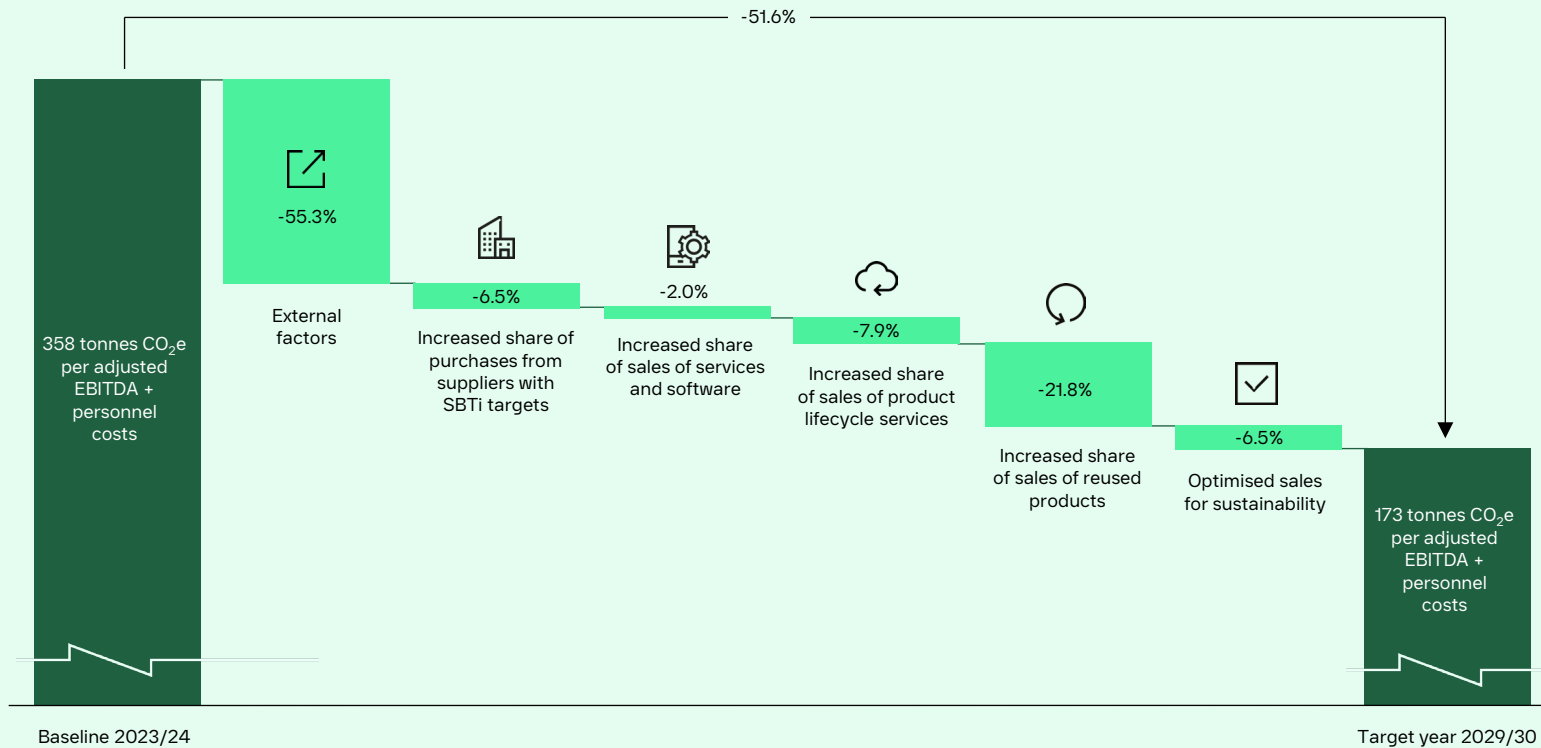 -51.6%
358 tonnes CO₂e
per adjusted
EBITDA +
personnel
costs
-55.3%
External
factors
-6.5%
Increased share of
purchases from
suppliers with
SBTi targets
-2.0%
Increased share
of sales of services
and software
-7.9%
Increased share
of sales of product
lifecycle services
-21.8%
Increased share
of sales of reused
products
-6.5%
Optimised sales
for sustainability
173 tonnes CO₂e
per adjusted
EBITDA +
personnel
costs
Baseline 2023/24
Target year 2029/30